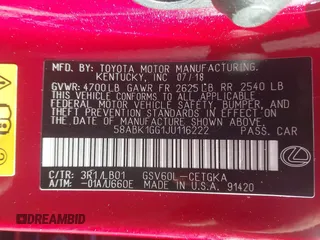 MFD. BY: TOYOTA MOTOR MANUFACTURING,
KENTUCKY, INC 07/18
GVWR: 4700LB GAWR FR 2625LB RR 2540 LB
THIS VEHICLE CONFORMS TO ALL APPLICABLE
FEDERAL MOTOR VEHICLE SAFETY, BUMPER,
AND THEFT PREVENTION STANDARDS IN EFFECT
ON THE DATE OF MANUFACTURE SHOWN ABOVE.
58ABK1GG1JU116222 PASS. CAR
C/TR: 3R1/LB01 GSV60L-CETGKA
A/TM: -01A/U660E MADE IN U.S.A. 91420
DREAMBID